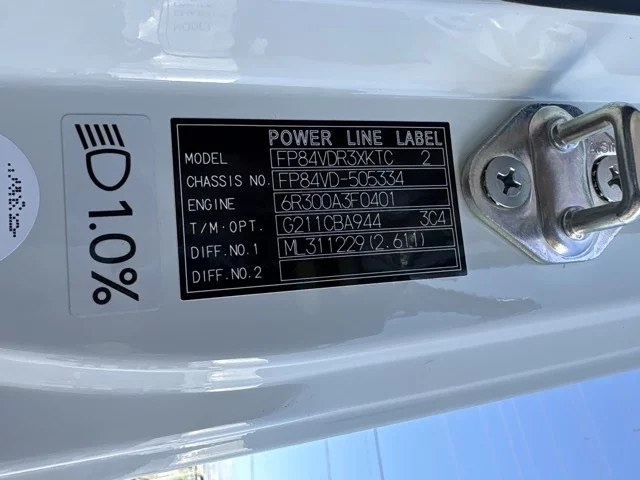 POWER LINE LABEL
MODEL FP84VDR3XKTC 2
CHASSIS NO. FP84VD-505334
ENGINE 6R300A3F0401
T/M·OPT. G211CBA944 3C4
DIFF.NO.1 ML311229(2.611)
DIFF.NO.2
1.0%